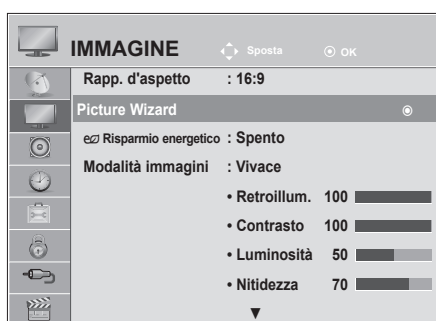 IMMAGINE Sposta OK
Rapp. d'aspetto : 16:9
Picture Wizard
Risparmio energetico : Spento
Modalità immagini : Vivace
• Retroillum. 100
• Contrasto 100
• Luminosità 50
• Nitidezza 70